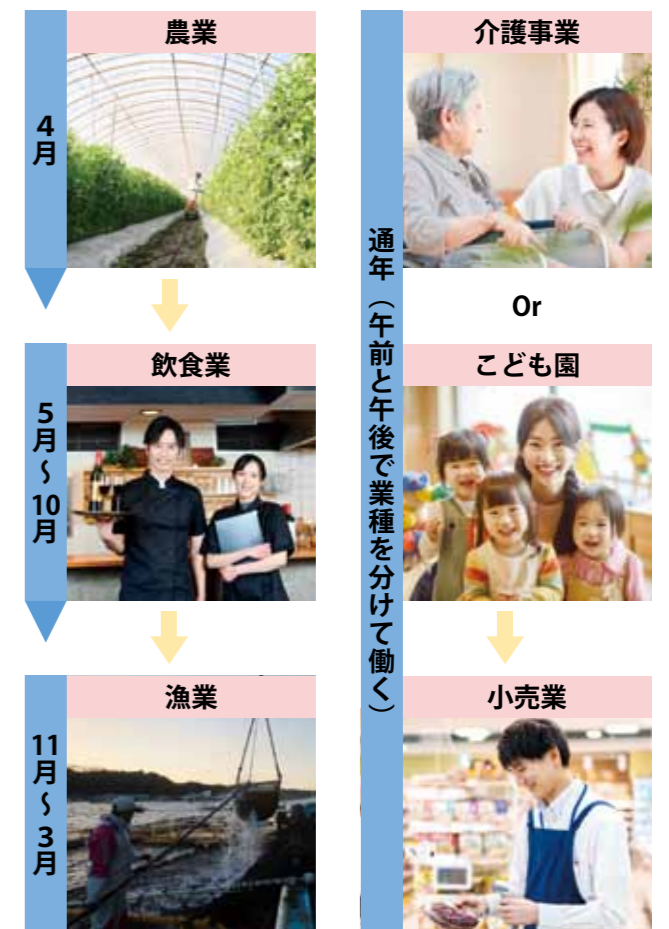 農業
4月
飲食業
5月～10月
漁業
11月～3月
通年（午前と午後で業種を分けて働く）
介護事業
Or
こども園
小売業